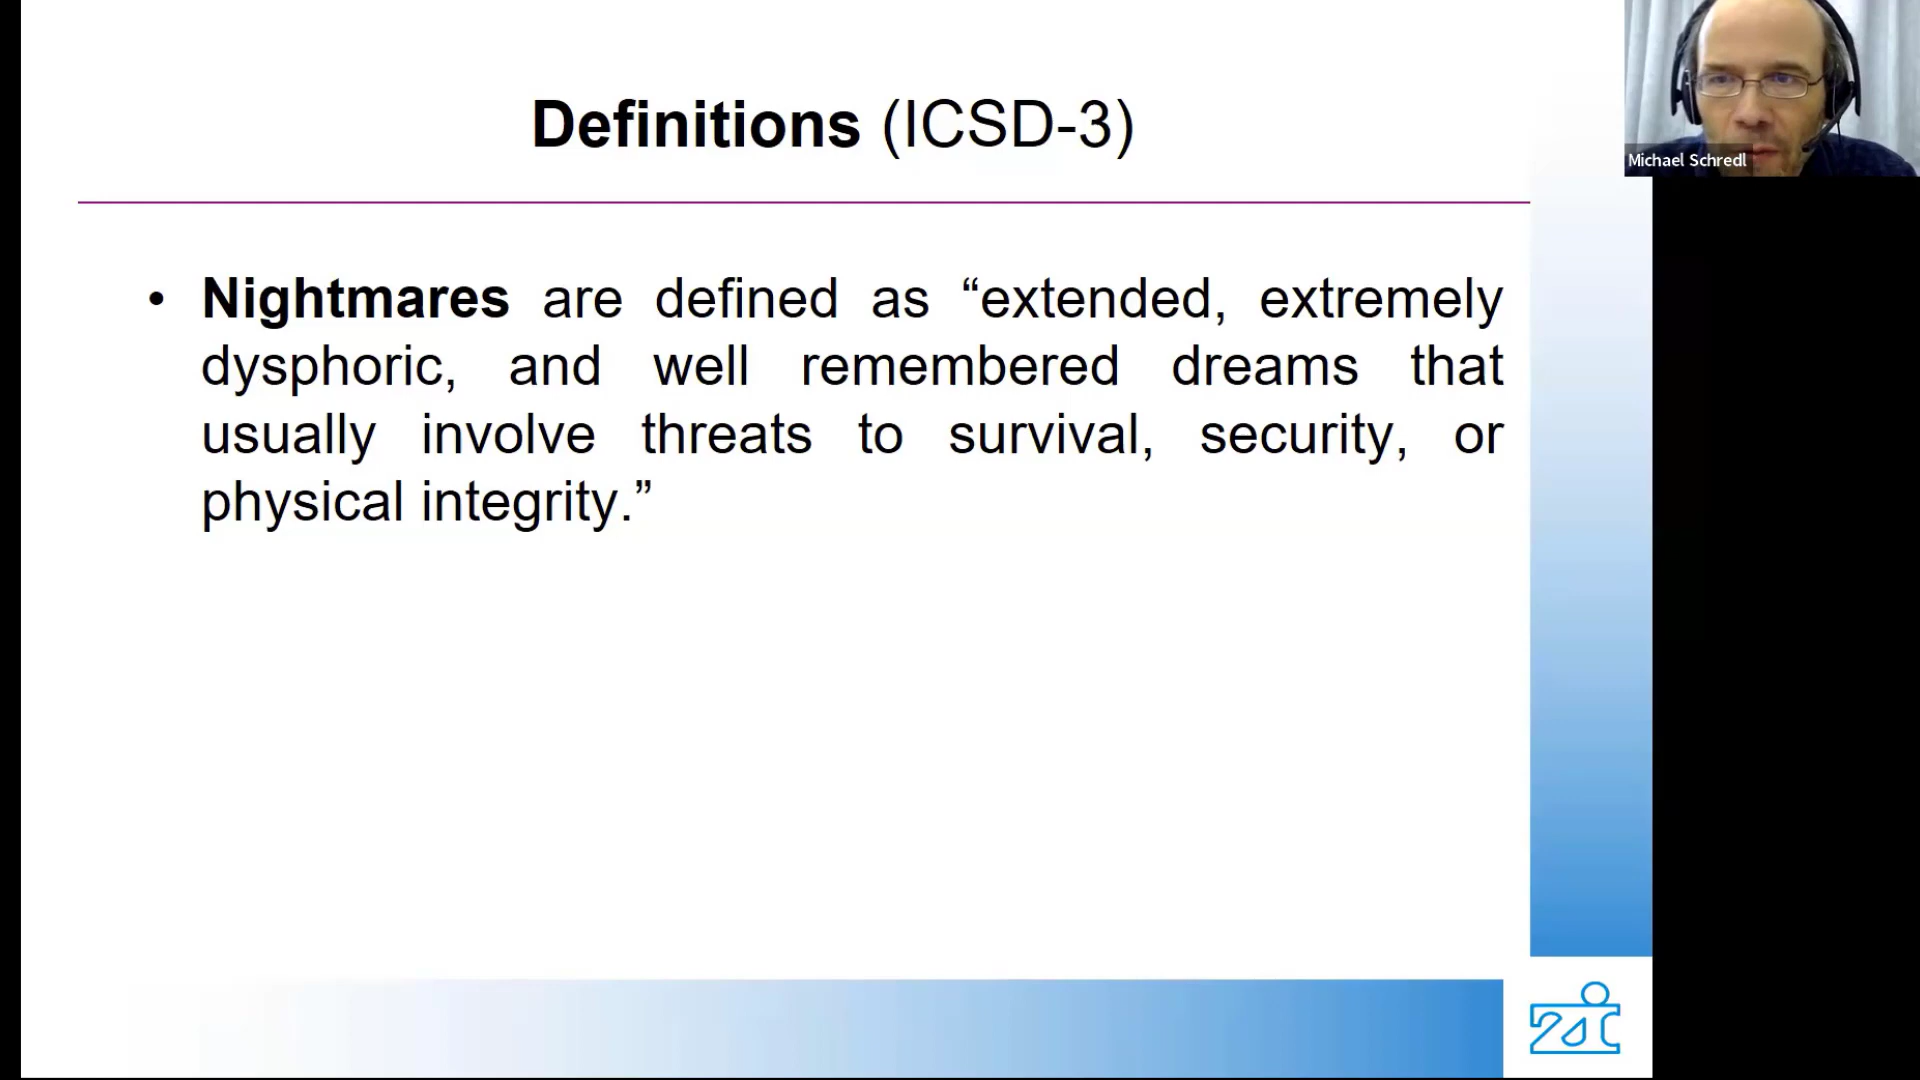 Definitions (ICSD-3)
Michael Schredl
• Nightmares are defined as “extended, extremely
dysphoric, and well remembered dreams that
usually involve threats to survival, security, or
physical integrity.”
zi